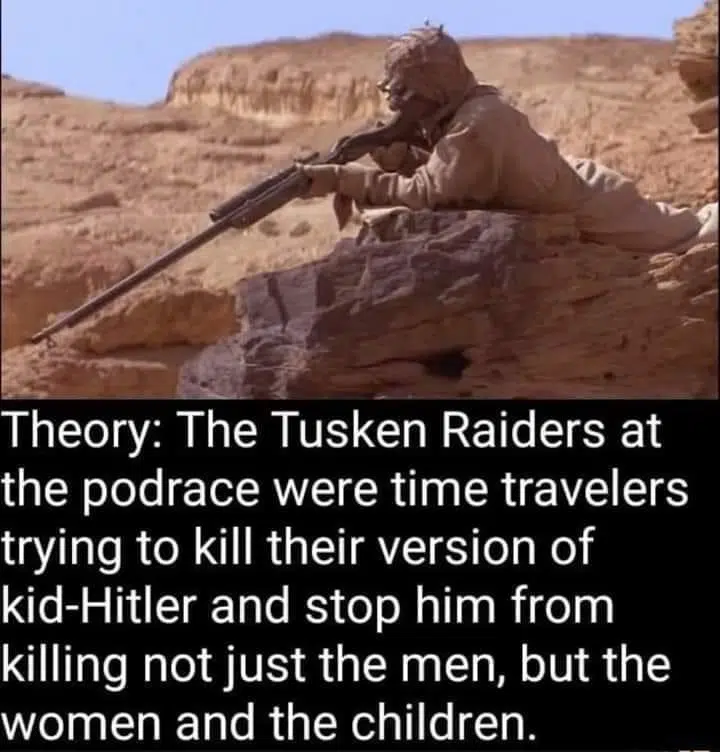 Theory: The Tusken Raiders at
the podrace were time travelers
trying to kill their version of
kid-Hitler and stop him from
killing not just the men, but the
women and the children.